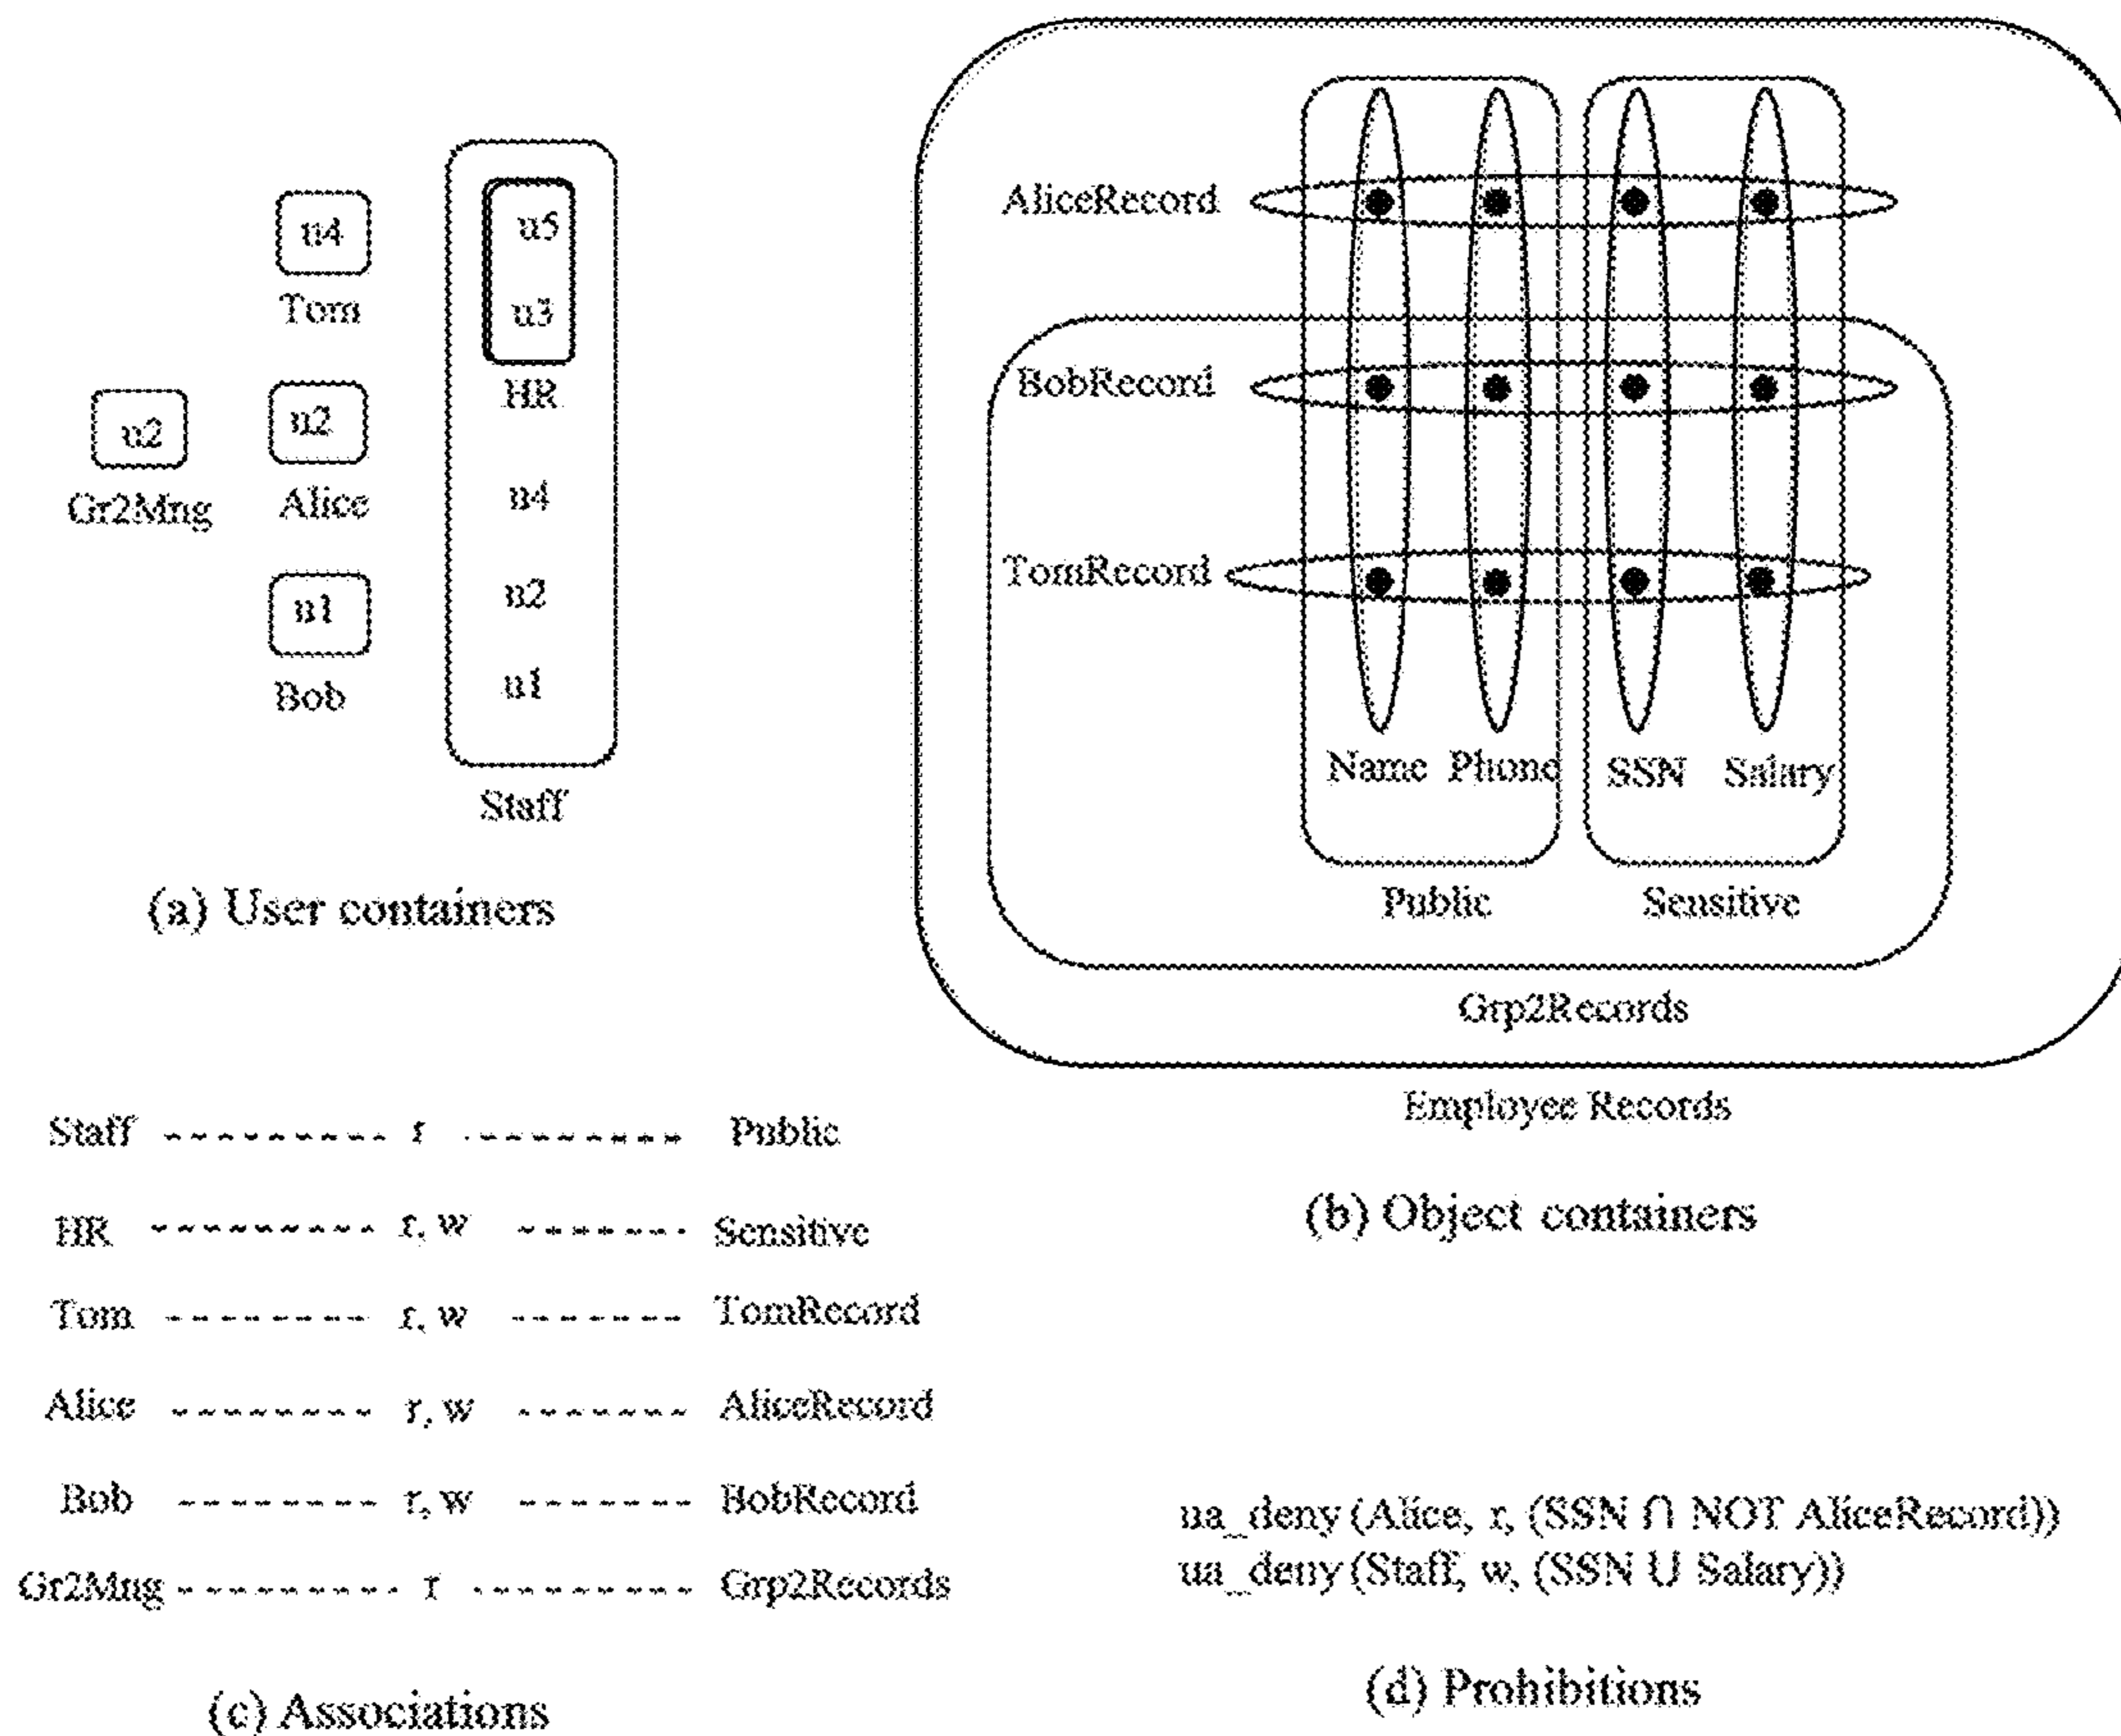 u4
Tom
u2
Gr2Mng
u2
Alice
u1
Bob
u5
u3
HR
u4
u2
u1
Staff
(a) User containers
AliceRecord
BobRecord
TomRecord
Name Phone SSN Salary
Public Sensitive
Grp2Records
Employee Records
(b) Object containers
Staff --------- r --------- Public
HR --------- r, w ------- Sensitive
Tom --------- r, w ------- TomRecord
Alice -------- r, w ------- AliceRecord
Bob -------- r, w ------- BobRecord
Gr2Mng --------- r --------- Grp2Records
(c) Associations
ua_deny (Alice, r, (SSN ∩ NOT AliceRecord))
ua_deny (Staff, w, (SSN U Salary))
(d) Prohibitions